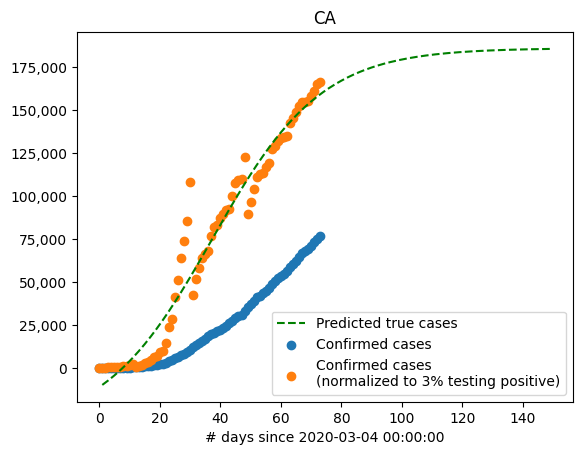 CA
175,000
150,000
125,000
100,000
75,000
50,000
25,000
0
Predicted true cases
Confirmed cases
Confirmed cases
(normalized to 3% testing positive)
0 20 40 60 80 100 120 140
# days since 2020-03-04 00:00:00